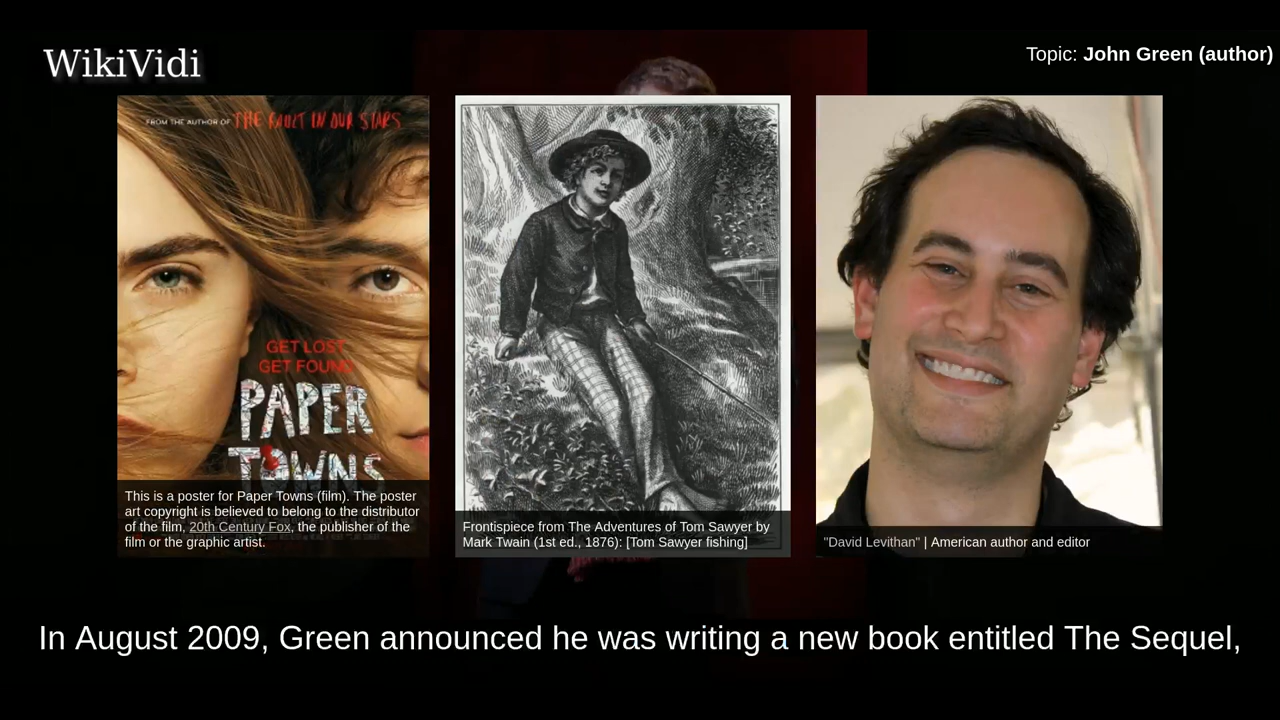 WikiVidi
Topic: John Green (author)
FROM THE AUTHOR OF THE FAULT IN OUR STARS
GET LOST
GET FOUND
PAPER
TOWNS
This is a poster for Paper Towns (film). The poster
art copyright is believed to belong to the distributor
of the film, 20th Century Fox, the publisher of the
film or the graphic artist.
Frontispiece from The Adventures of Tom Sawyer by
Mark Twain (1st ed., 1876): [Tom Sawyer fishing]
"David Levithan" | American author and editor
In August 2009, Green announced he was writing a new book entitled The Sequel,